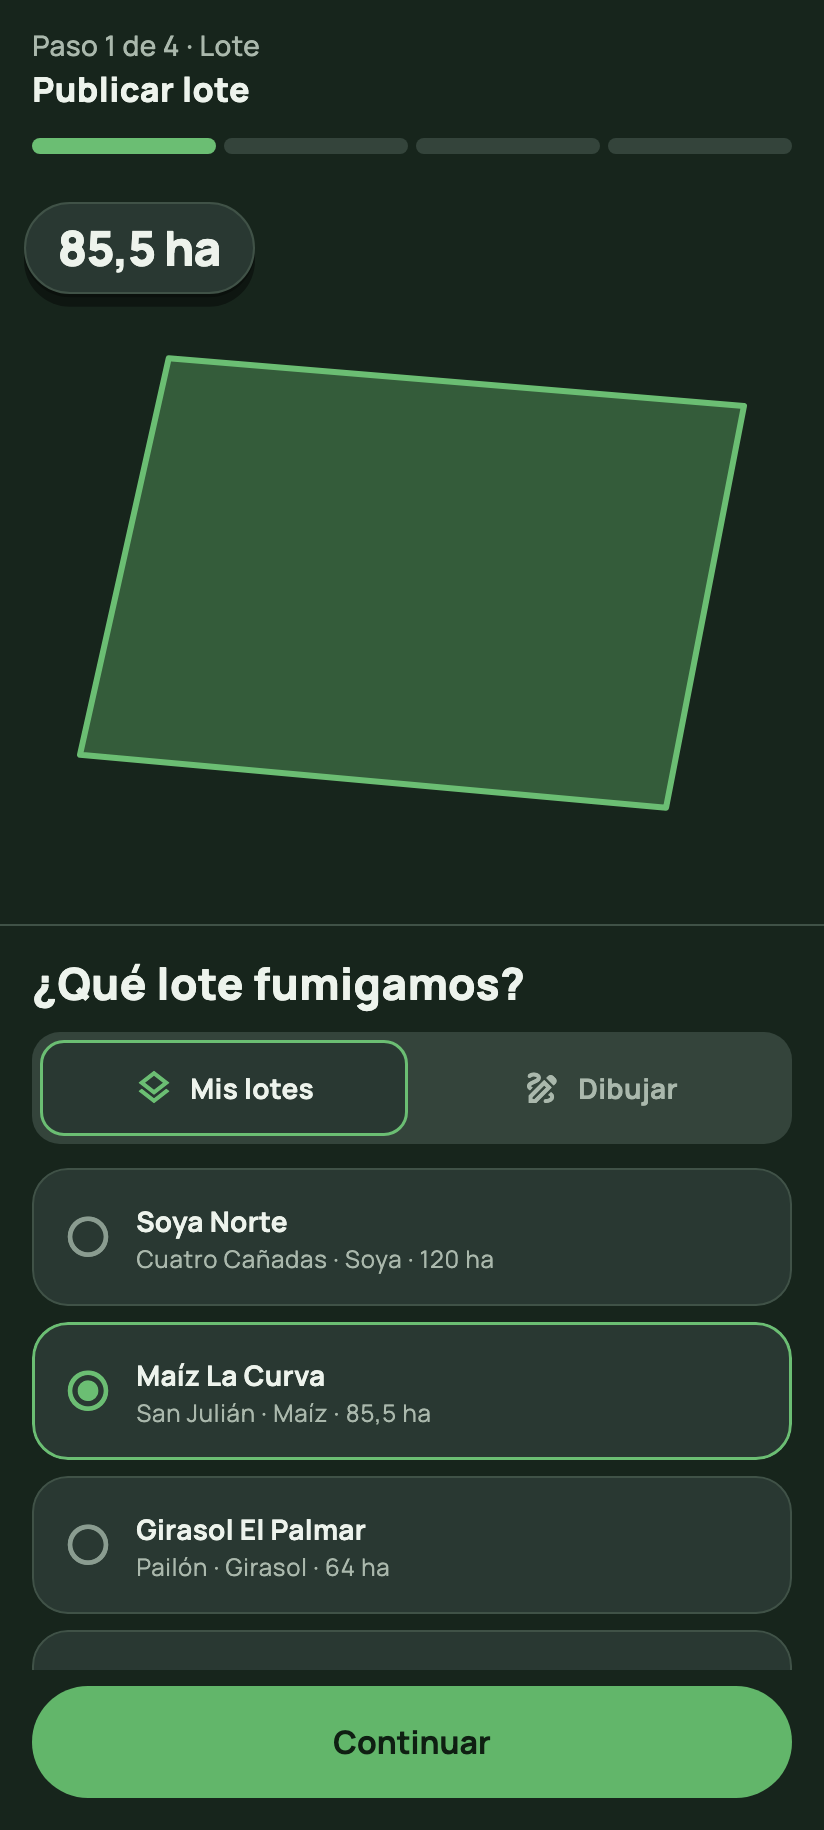 Paso 1 de 4 · Lote
Publicar lote
85,5 ha
¿Qué lote fumigamos?
Mis lotes
Dibujar
Soya Norte
Cuatro Cañadas · Soya · 120 ha
Maíz La Curva
San Julián · Maíz · 85,5 ha
Girasol El Palmar
Pailón · Girasol · 64 ha
Continuar